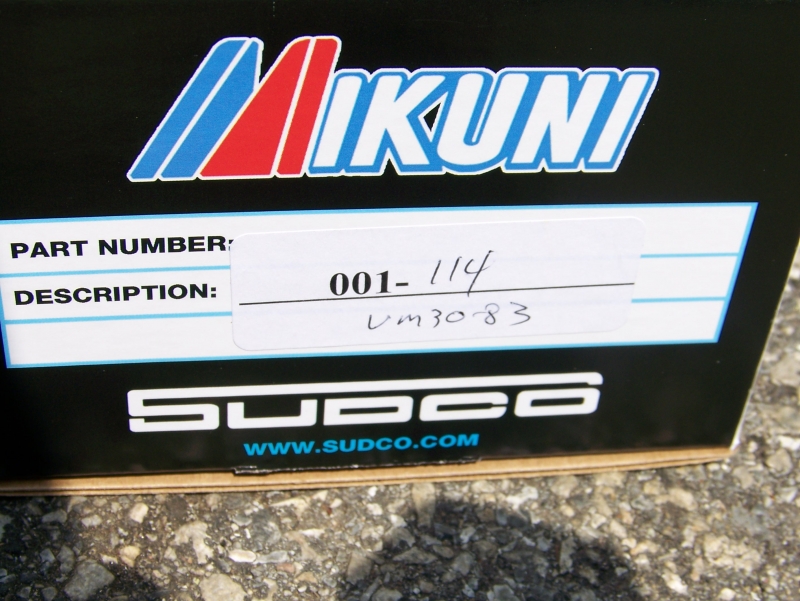 MIKUNI
PART NUMBER:
001-114
DESCRIPTION:
vm30-83
SUDCO
WWW.SUDCO.COM